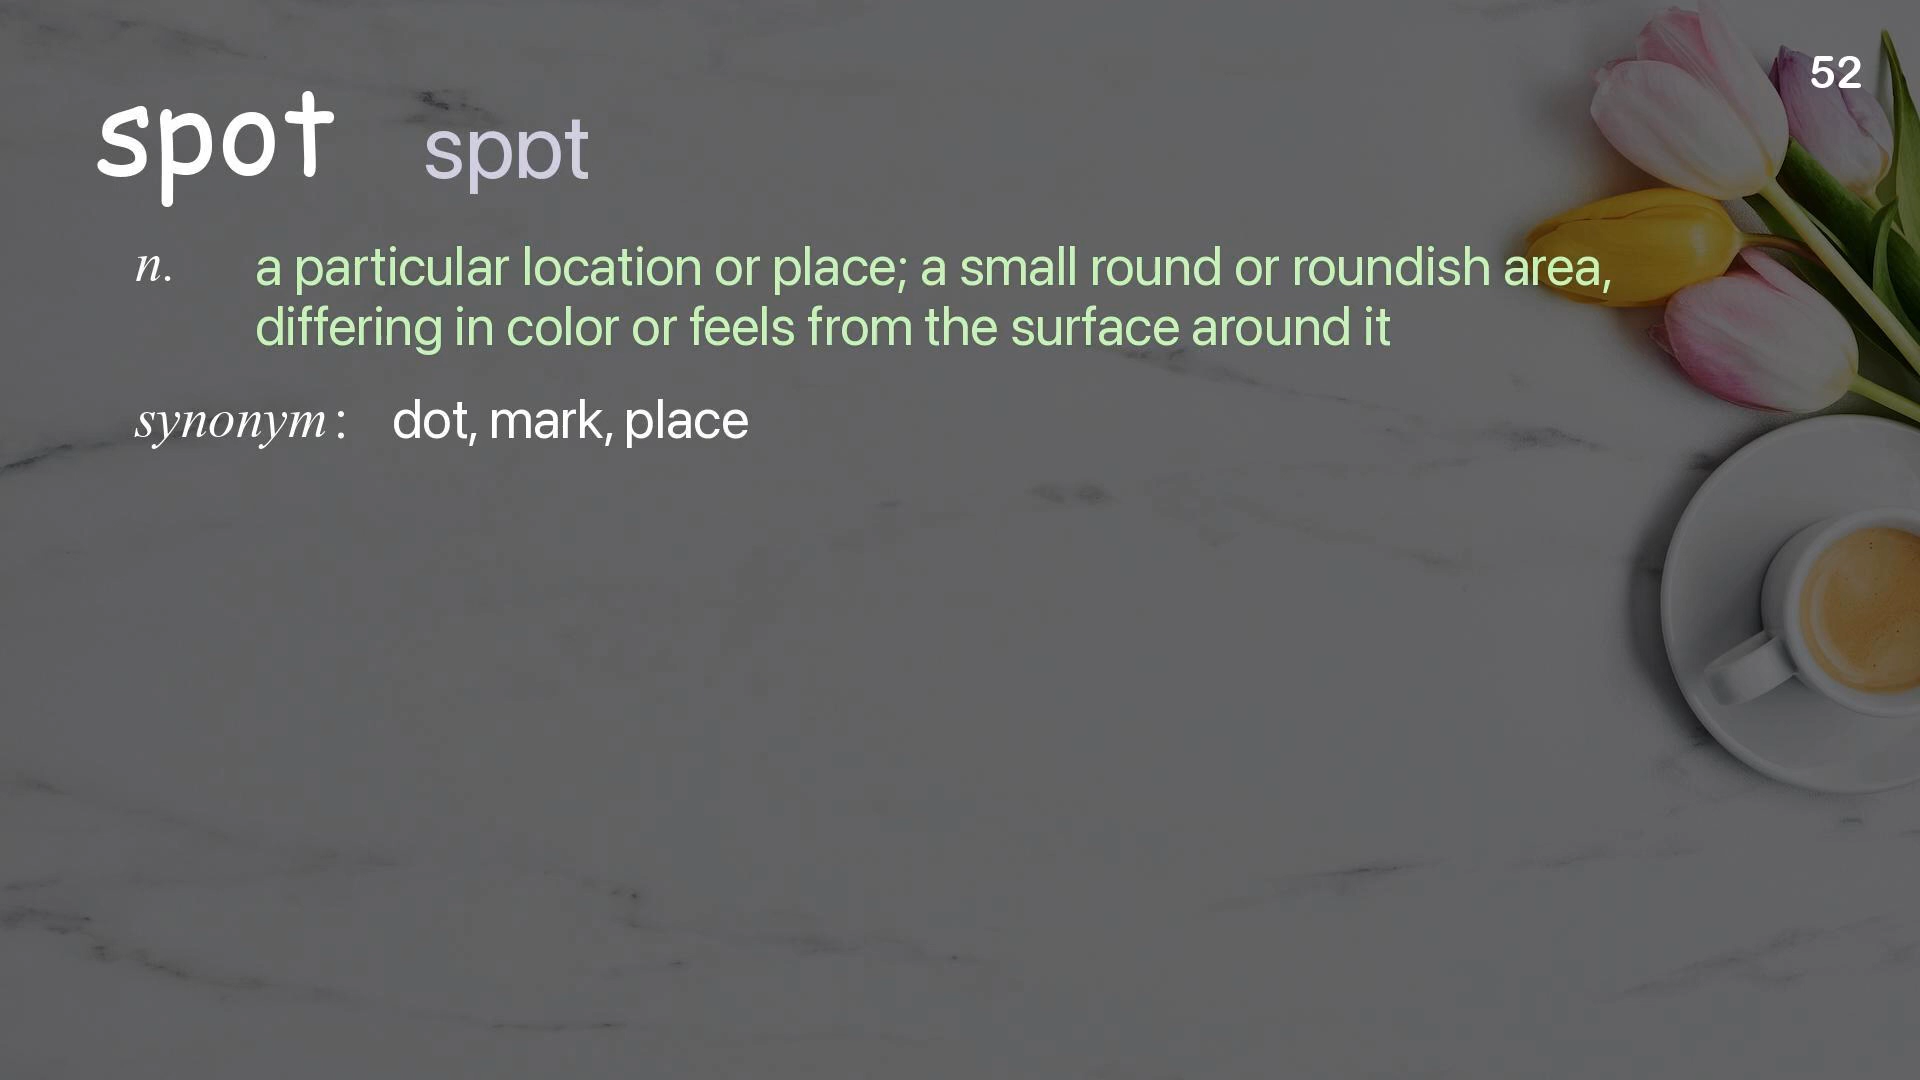 52
spot spɒt
n. a particular location or place; a small round or roundish area,
differing in color or feels from the surface around it
synonym: dot, mark, place